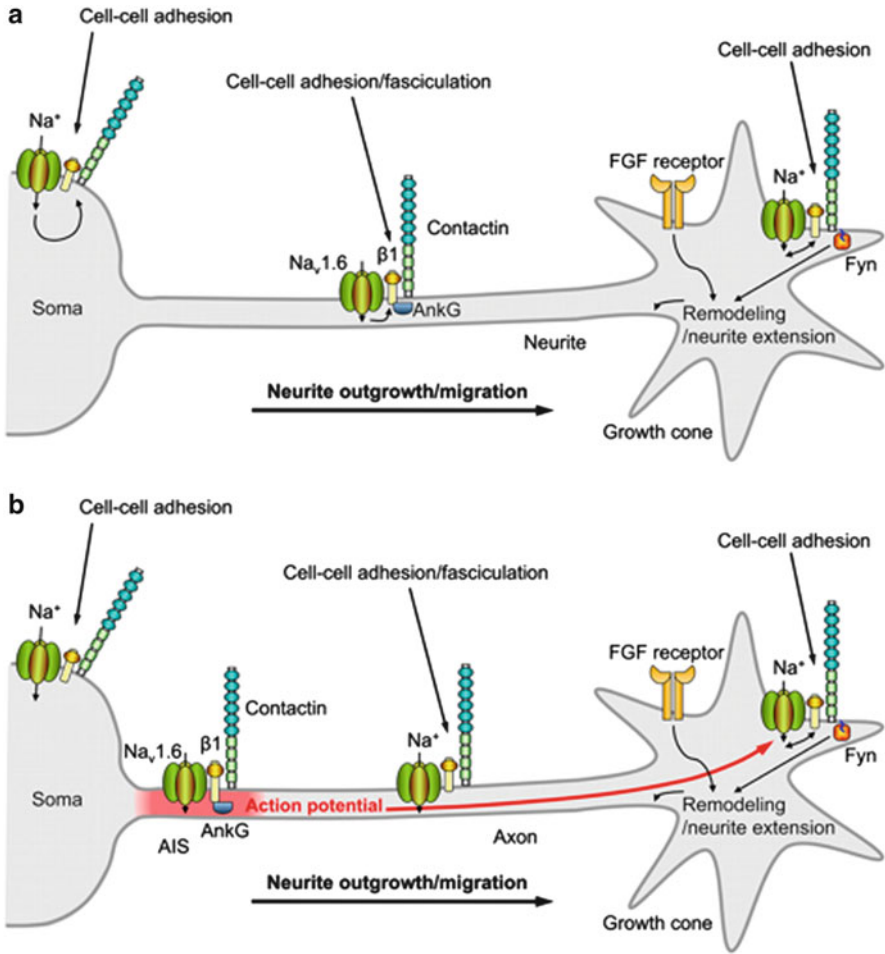 a
Cell-cell adhesion
Cell-cell adhesion
Cell-cell adhesion/fasciculation
Na⁺
FGF receptor
Na⁺
Contactin
β1
Naᵥ1.6
Fyn
Soma
AnkG
Remodeling
/neurite extension
Neurite
Neurite outgrowth/migration
Growth cone
b
Cell-cell adhesion
Cell-cell adhesion
Cell-cell adhesion/fasciculation
Na⁺
FGF receptor
Na⁺
Contactin
Naᵥ1.6
β1
Na⁺
Fyn
Soma
Action potential
Remodeling
/neurite extension
AnkG
AIS
Axon
Neurite outgrowth/migration
Growth cone